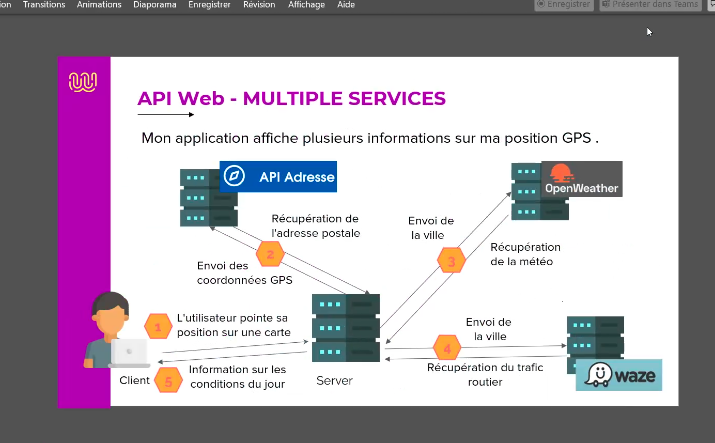 ion Transitions Animations Diaporama Enregistrer Révision Affichage Aide
Enregistrer Présenter dans Teams
API Web - MULTIPLE SERVICES
Mon application affiche plusieurs informations sur ma position GPS .
API Adresse
OpenWeather
Récupération de
l'adresse postale
2
Envoi des
coordonnées GPS
Envoi de
la ville
3
Récupération
de la météo
1
L'utilisateur pointe sa
position sur une carte
Envoi de
la ville
4
Récupération du trafic
routier
waze
Client
5
Information sur les
conditions du jour
Server